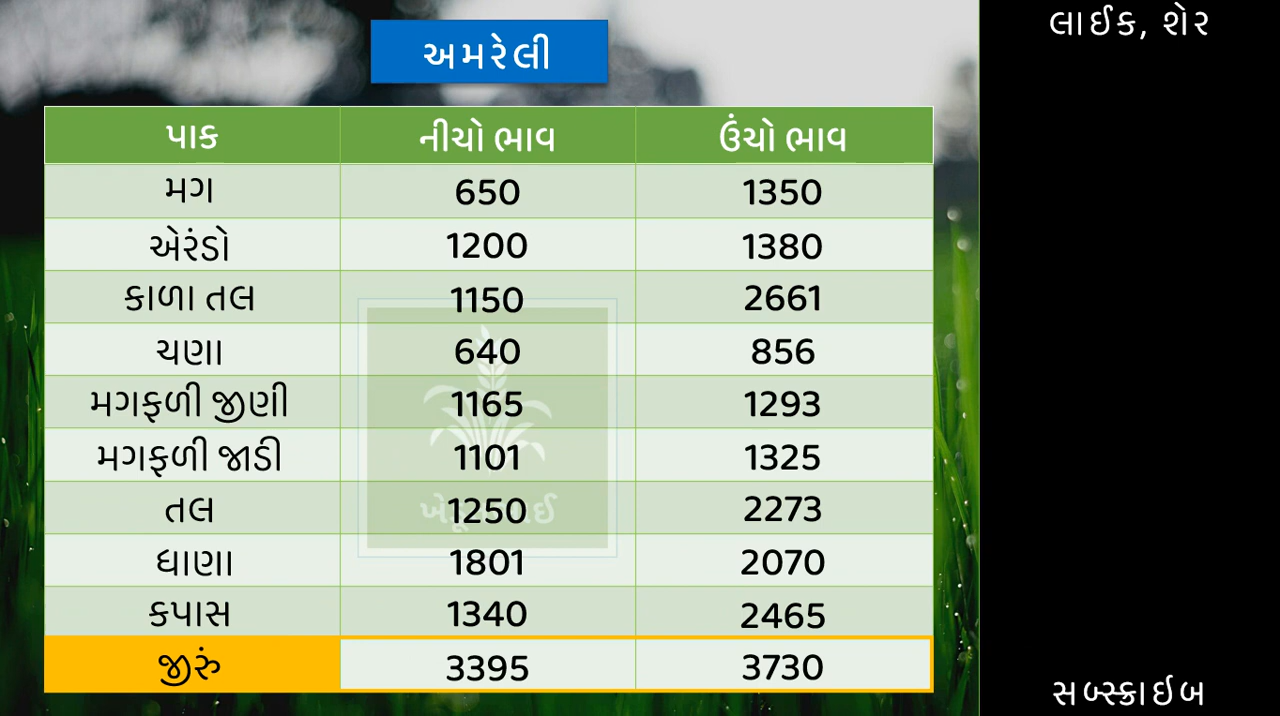 અમરેલી
લાઈક, શેર
પાક નીચો ભાવ ઉંચો ભાવ
મગ 650 1350
એરંડો 1200 1380
કાળા તલ 1150 2661
ચણા 640 856
મગફળી જીણી 1165 1293
મગફળી જાડી 1101 1325
તલ 1250 2273
ધાણા 1801 2070
કપાસ 1340 2465
જીરું 3395 3730
સબ્સ્ક્રાઈબ